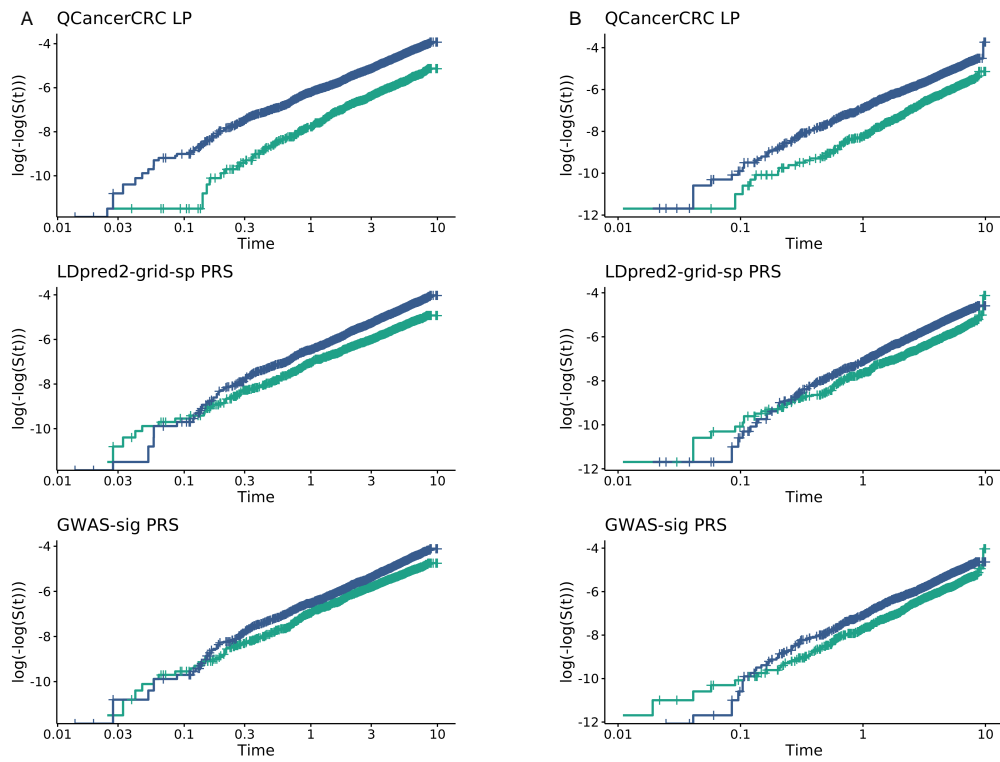 A
QCancerCRC LP
log(-log(S(t)))
-4
-6
-8
-10
0.01 0.03 0.1 0.3 1 3 10
Time
B
QCancerCRC LP
log(-log(S(t)))
-4
-6
-8
-10
-12
0.01 0.1 1 10
Time
LDpred2-grid-sp PRS
log(-log(S(t)))
-4
-6
-8
-10
0.01 0.03 0.1 0.3 1 3 10
Time
LDpred2-grid-sp PRS
log(-log(S(t)))
-4
-6
-8
-10
-12
0.01 0.1 1 10
Time
GWAS-sig PRS
log(-log(S(t)))
-4
-6
-8
-10
0.01 0.03 0.1 0.3 1 3 10
Time
GWAS-sig PRS
log(-log(S(t)))
-4
-6
-8
-10
-12
0.01 0.1 1 10
Time